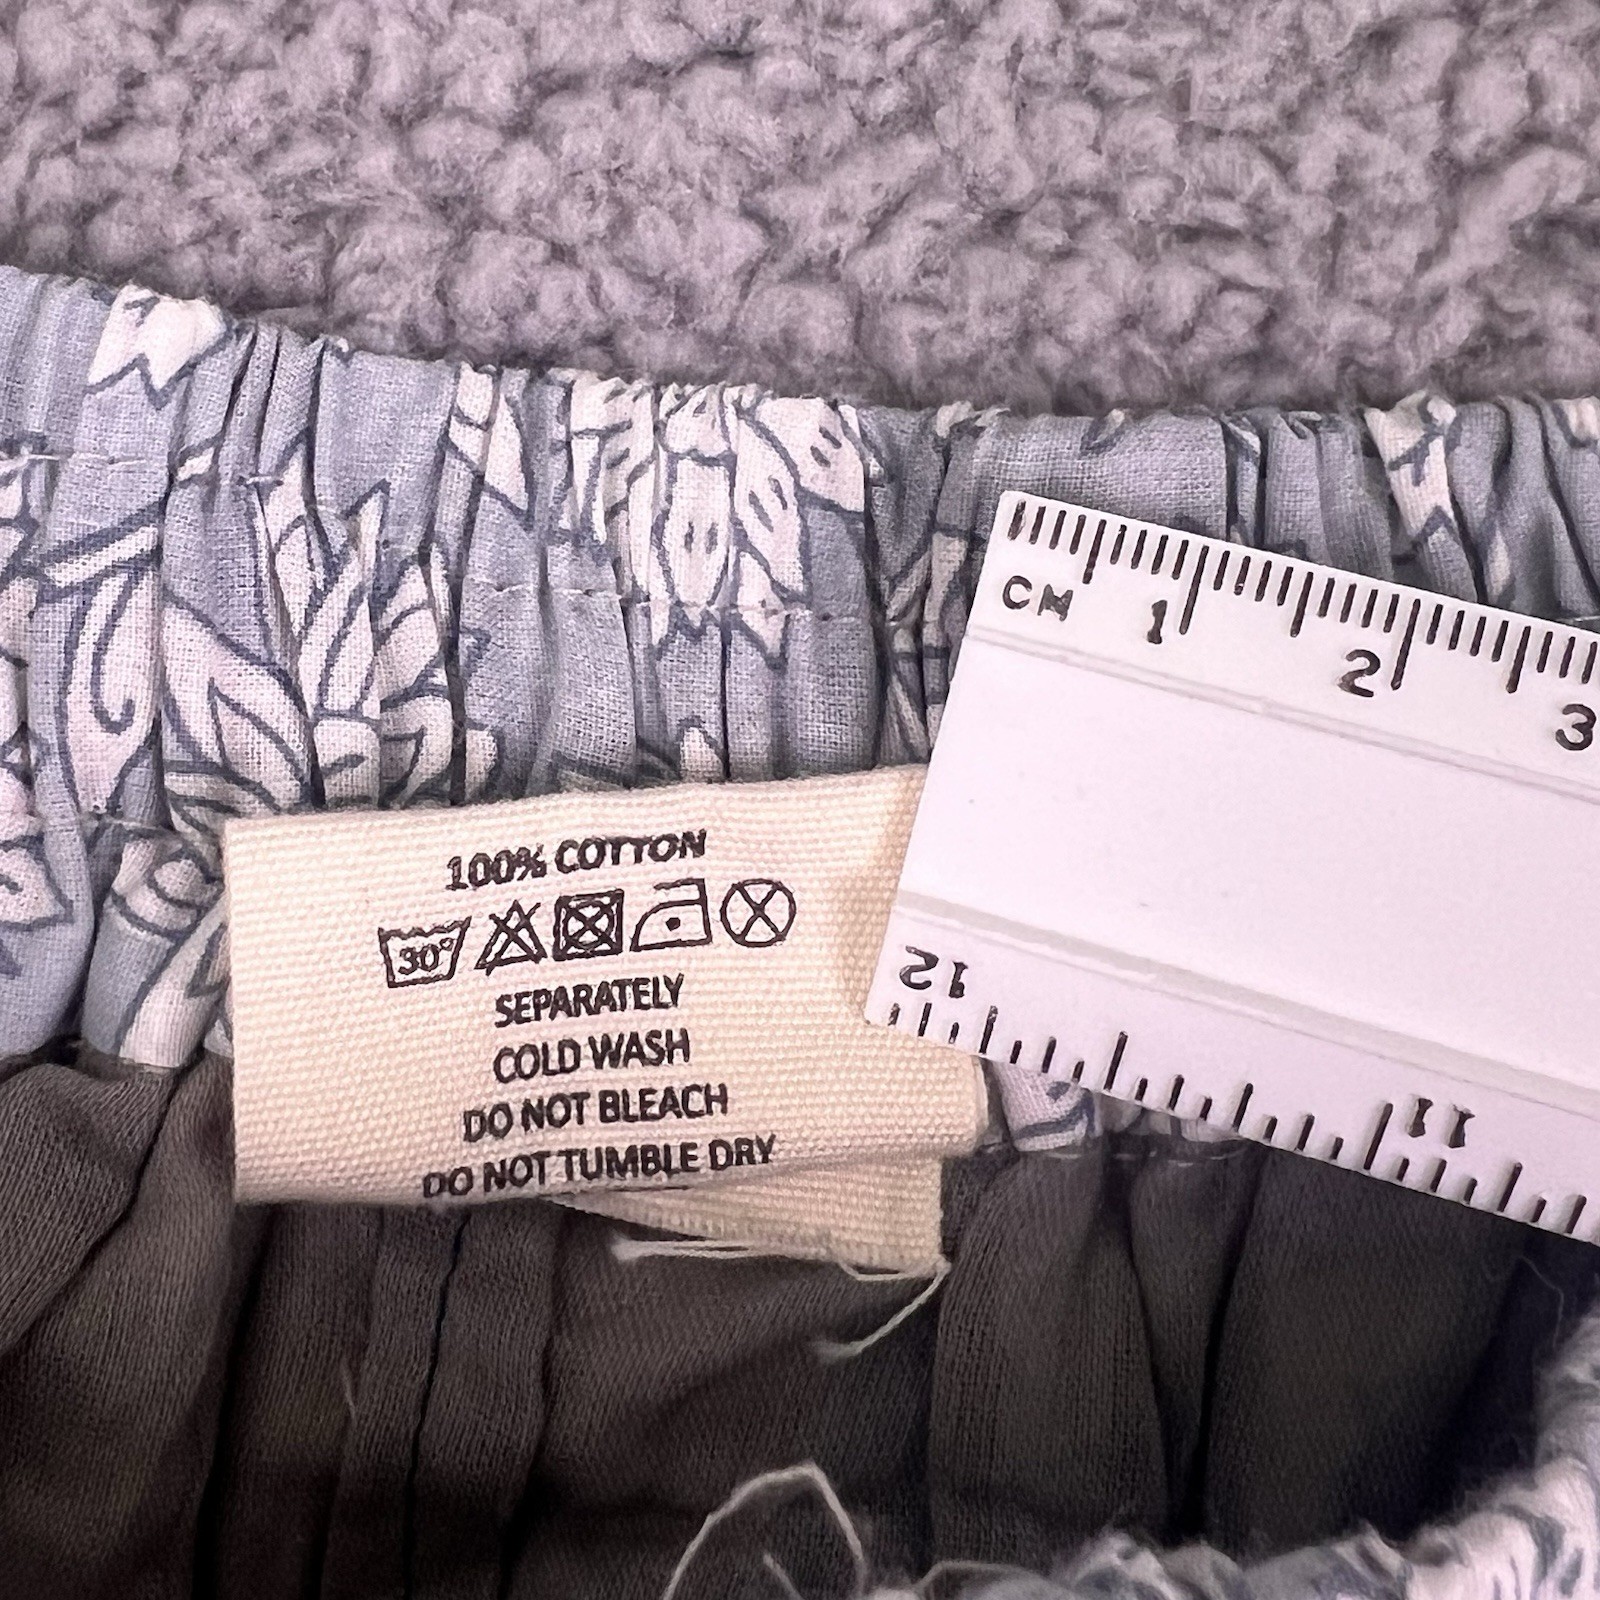 100% COTTON
30°
SEPARATELY
COLD WASH
DO NOT BLEACH
DO NOT TUMBLE DRY
CM 1 2 3
12 11